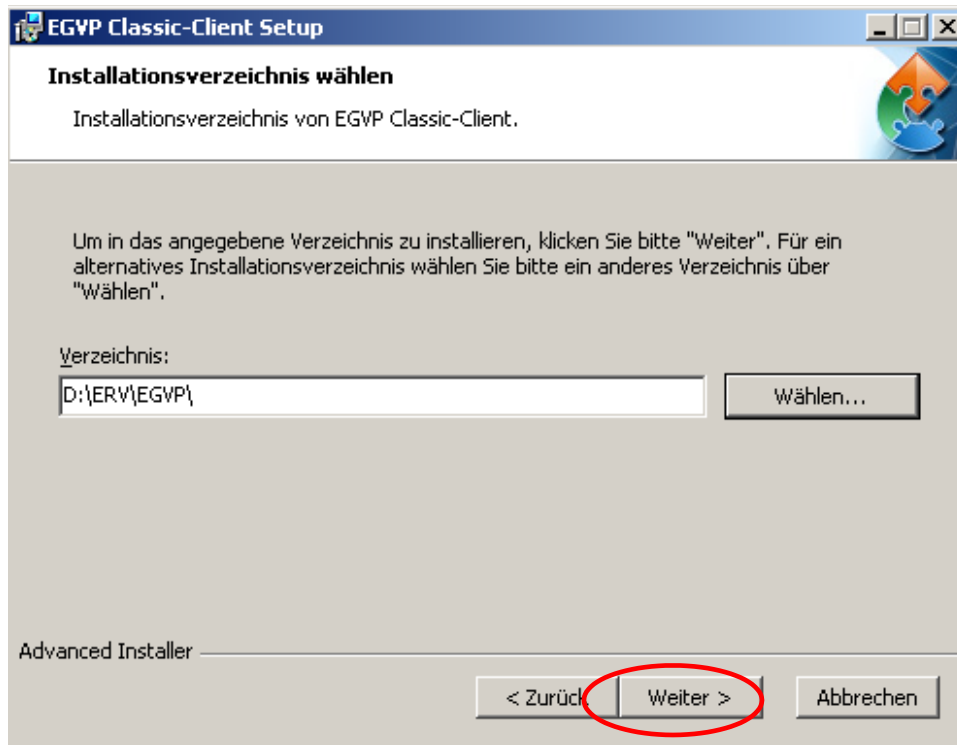 EGVP Classic-Client Setup
Installationsverzeichnis wählen
Installationsverzeichnis von EGVP Classic-Client.
Um in das angegebene Verzeichnis zu installieren, klicken Sie bitte "Weiter". Für ein
alternatives Installationsverzeichnis wählen Sie bitte ein anderes Verzeichnis über
"Wählen".
Verzeichnis:
D:\ERV\EGVP\
Wählen...
Advanced Installer
< Zurück
Weiter >
Abbrechen